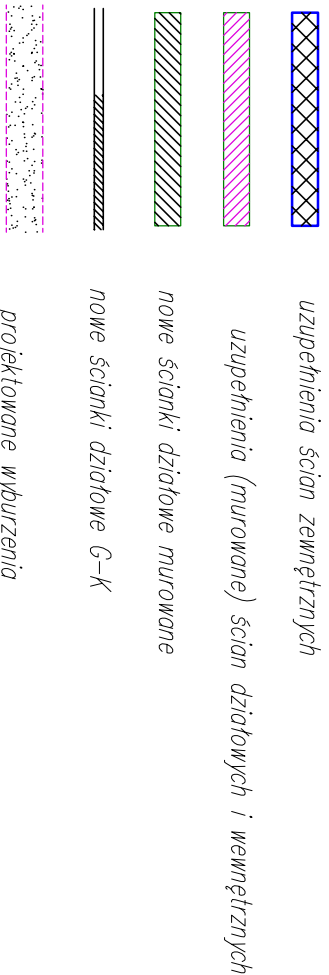 uzupełnienia ścian zewnętrznych
uzupełnienia (murowane) ścian działowych i wewnętrznych
nowe ścianki działowe murowane
nowe ścianki działowe G-K
projektowane wyburzenia